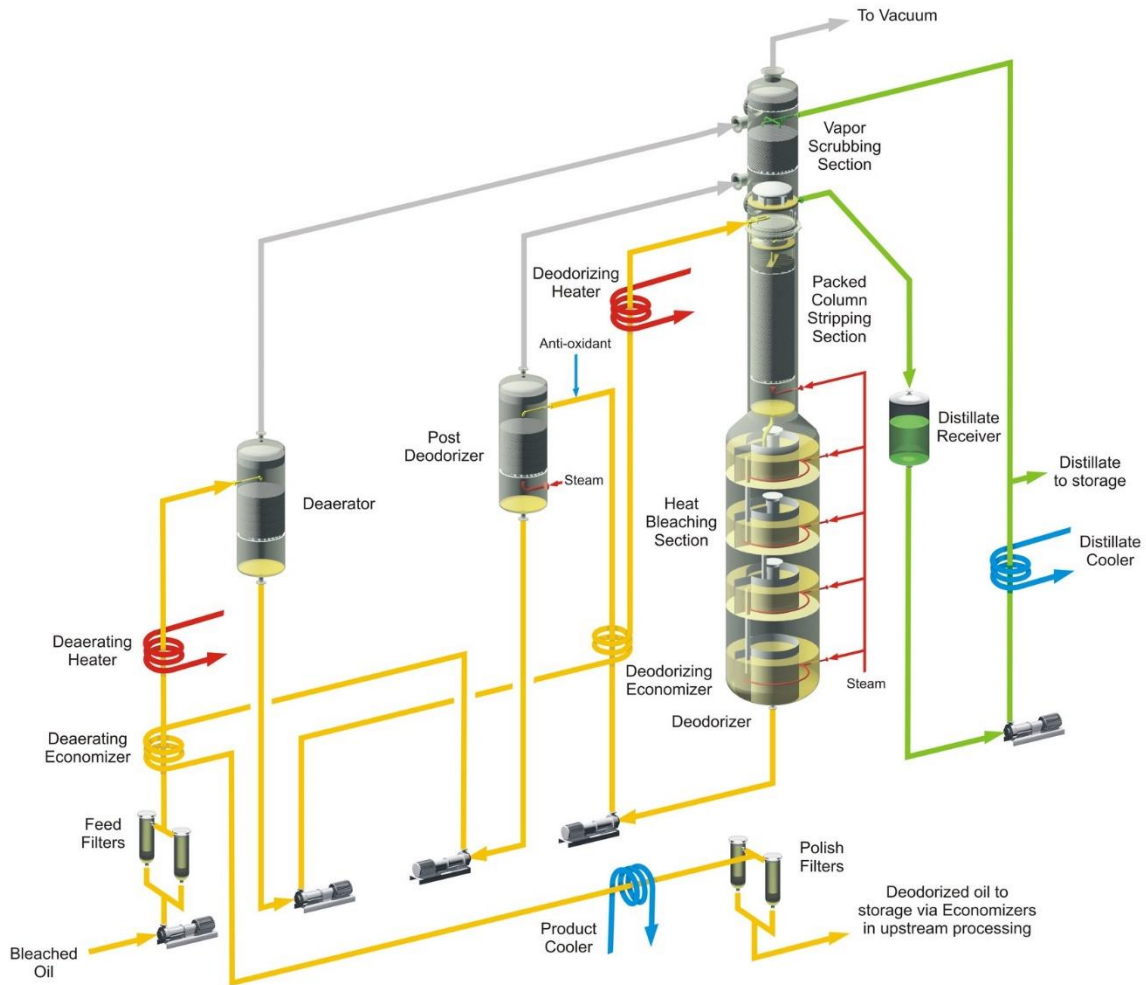 To Vacuum
Vapor
Scrubbing
Section
Deodorizing
Heater
Packed
Column
Stripping
Section
Anti-oxidant
Post
Deodorizer
Steam
Distillate
Receiver
Distillate
to storage
Deaerator
Heat
Bleaching
Section
Distillate
Cooler
Deaerating
Heater
Deodorizing
Economizer
Steam
Deodorizer
Deaerating
Economizer
Feed
Filters
Polish
Filters
Deodorized oil to
storage via Economizers
in upstream processing
Product
Cooler
Bleached
Oil